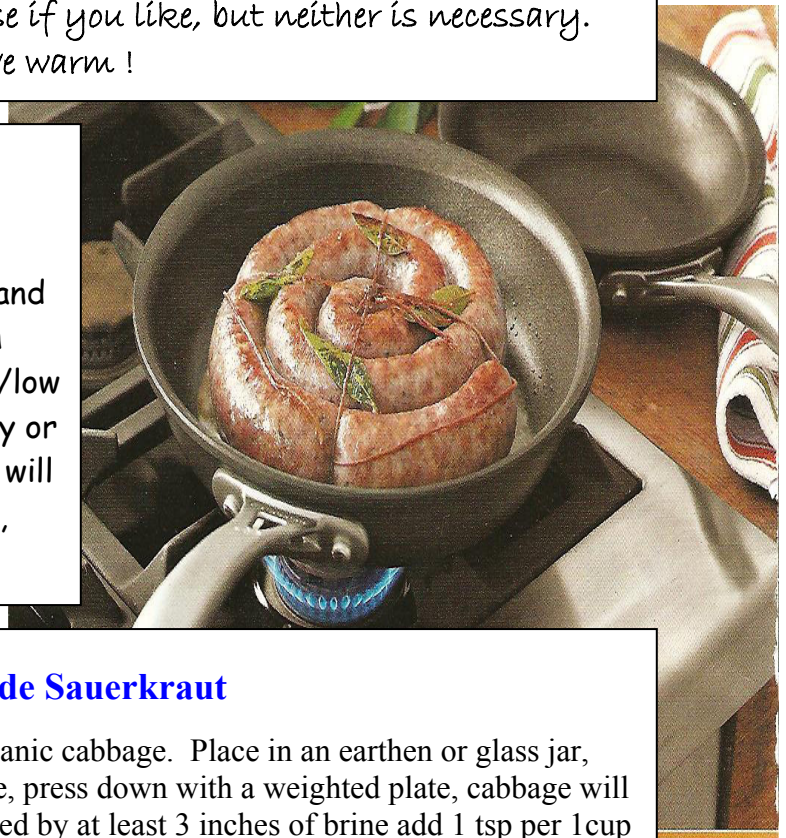 se if you like, but neither is necessary.
ve warm !
and
/low
y or
will
,
de Sauerkraut
anic cabbage.  Place in an earthen or glass jar,
e, press down with a weighted plate, cabbage will
ed by at least 3 inches of brine add 1 tsp per 1cup